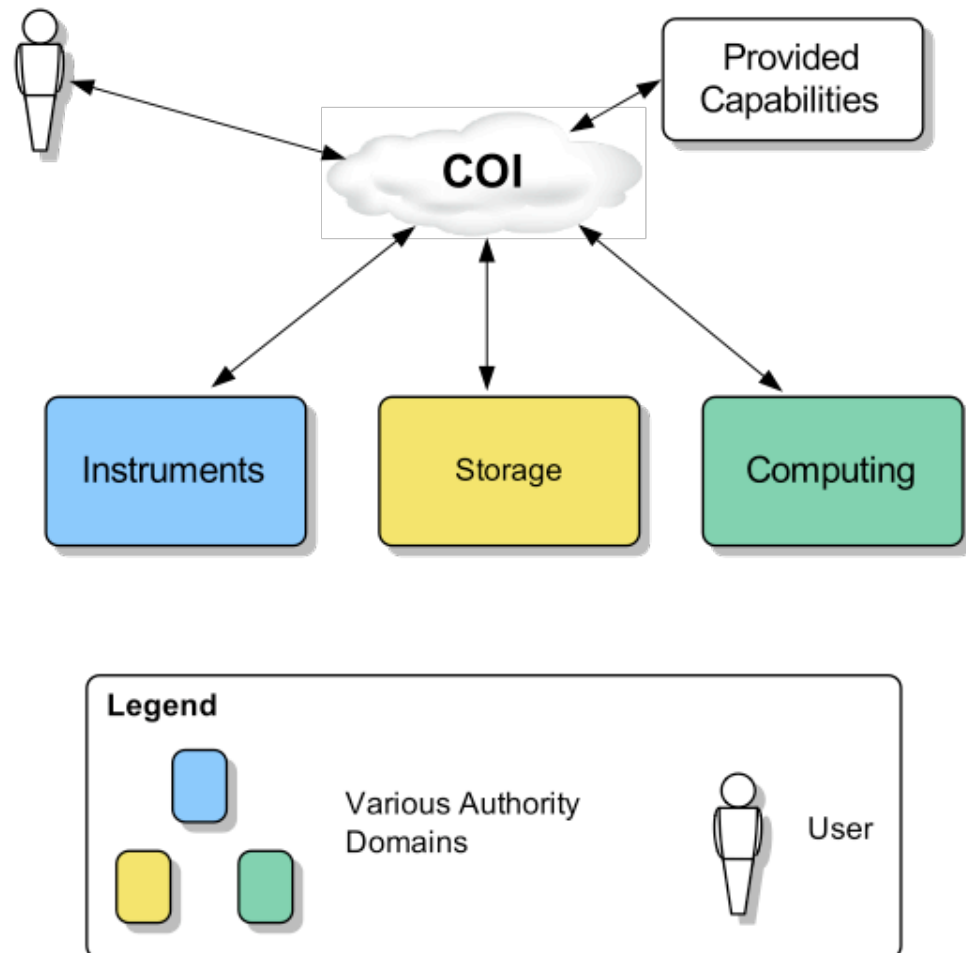 Provided
Capabilities
COI
Instruments
Storage
Computing
Legend
Various Authority
Domains
User